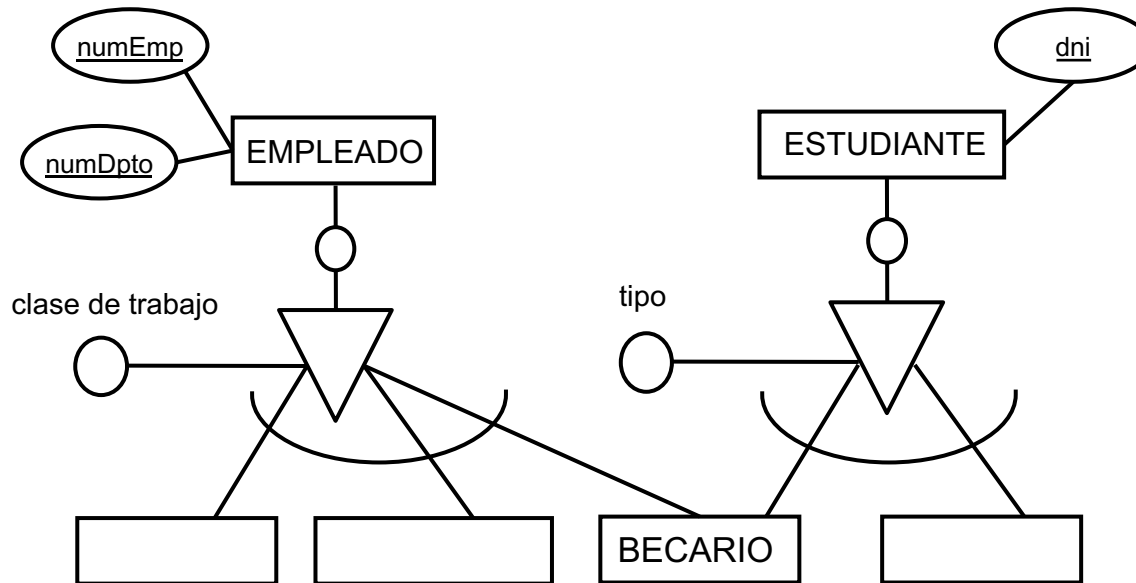 numEmp
dni
EMPLEADO
ESTUDIANTE
numDpto
clase de trabajo
tipo
BECARIO